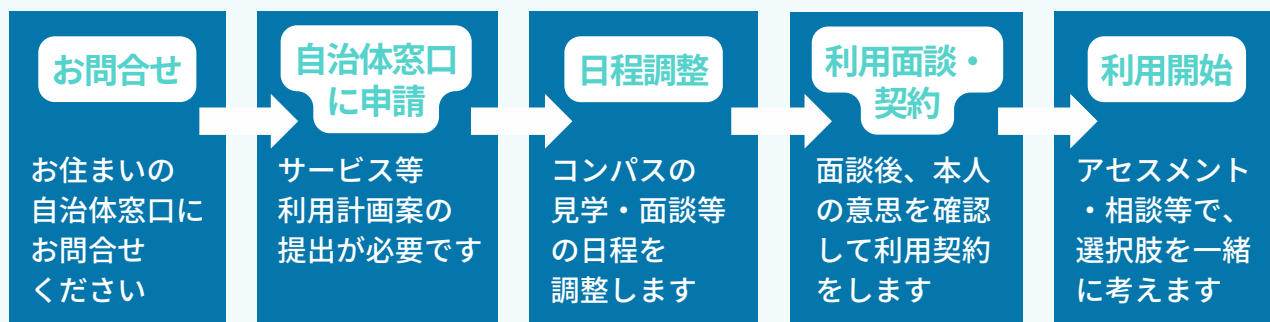 お問合せ
お住まいの
自治体窓口に
お問合せ
ください
自治体窓口
に申請
サービス等
利用計画案の
提出が必要です
日程調整
コンパスの
見学・面談等
の日程を
調整します
利用面談・
契約
面談後、本人
の意思を確認
して利用契約
をします
利用開始
アセスメント
・相談等で、
選択肢を一緒
に考えます